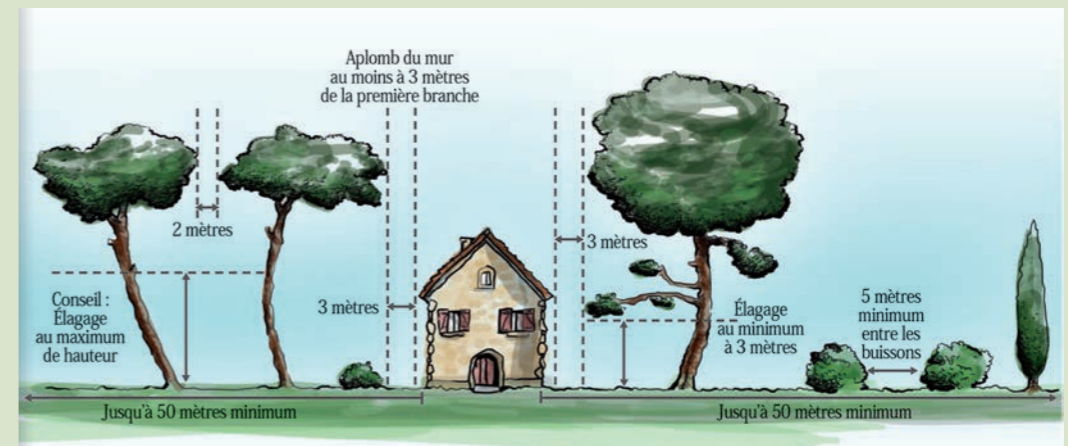 Aplomb du mur
au moins à 3 mètres
de la première branche
2 mètres
Conseil :
Élagage
au maximum
de hauteur
3 mètres
3 mètres
Élagage
au minimum
à 3 mètres
5 mètres
minimum
entre les
buissons
Jusqu'à 50 mètres minimum
Jusqu'à 50 mètres minimum